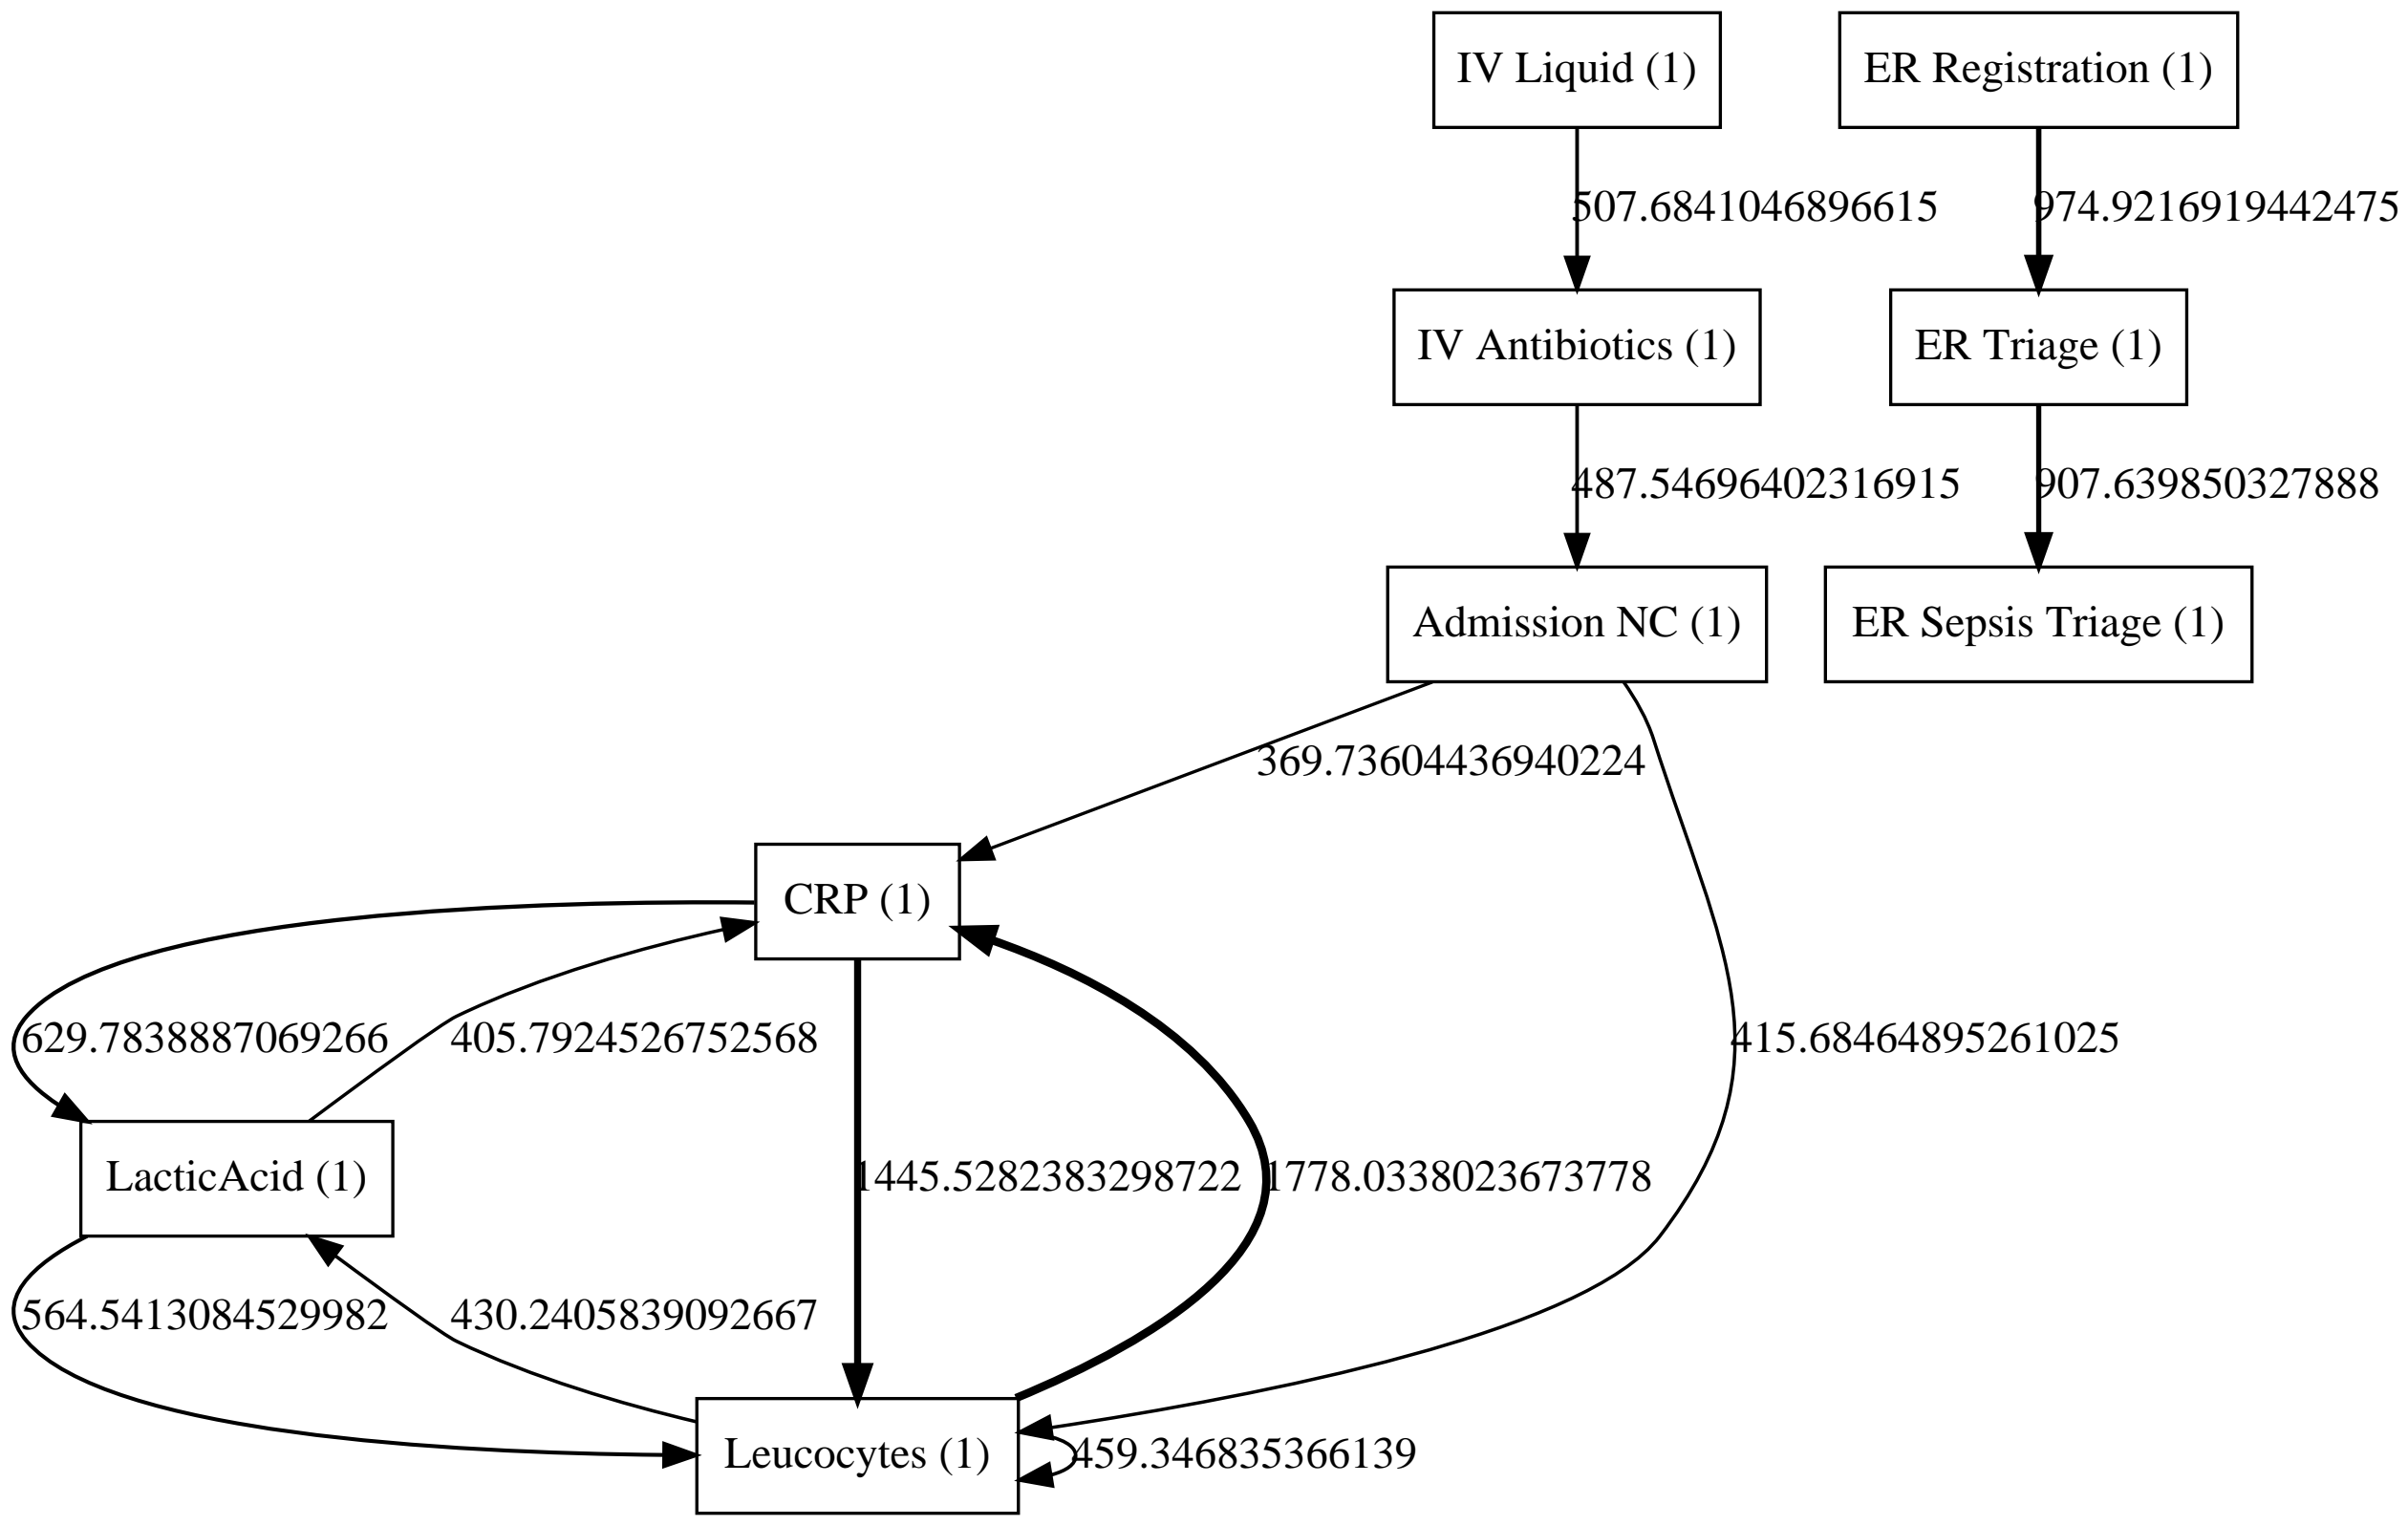 IV Liquid (1)
ER Registration (1)
507.6841046896615
974.9216919442475
IV Antibiotics (1)
ER Triage (1)
487.54696402316915
907.639850327888
Admission NC (1)
ER Sepsis Triage (1)
369.73604436940224
CRP (1)
629.7838887069266
405.7924526752568
415.68464895261025
LacticAcid (1)
1445.5282383298722
1778.0338023673778
564.5413084529982
430.2405839092667
Leucocytes (1)
459.346835366139